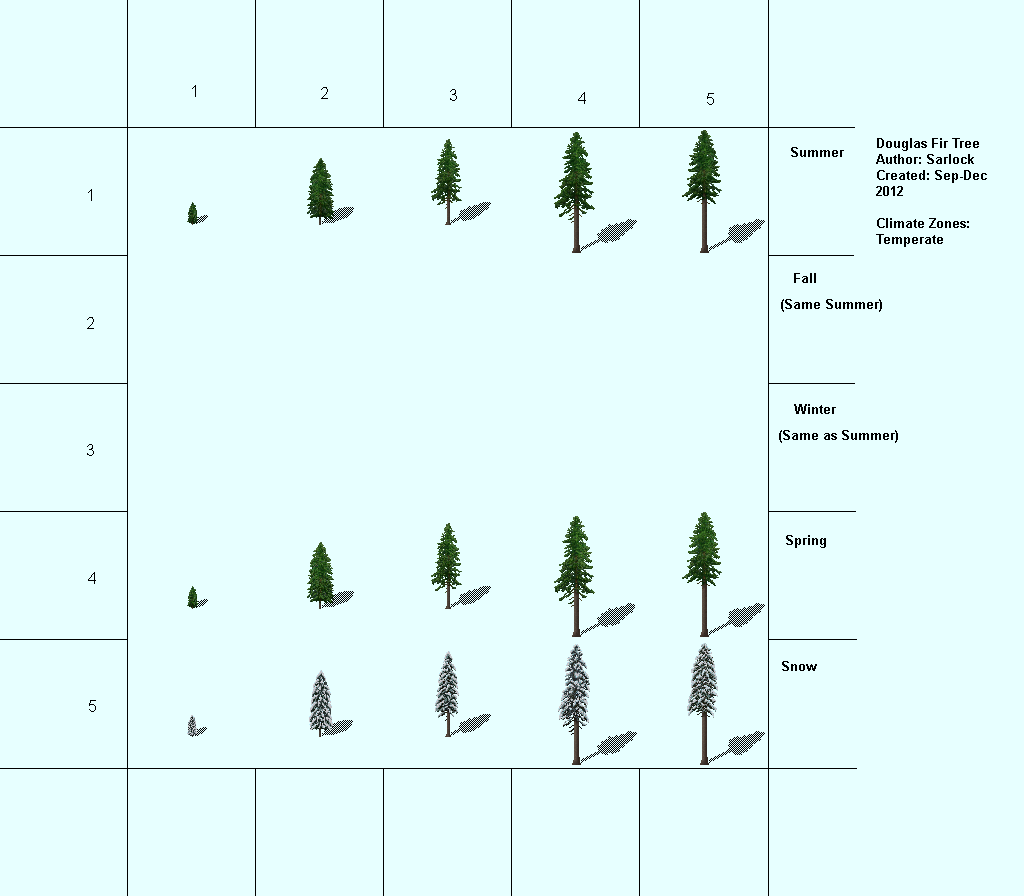 1 2 3 4 5
1
Summer
Douglas Fir Tree
Author: Sarlock
Created: Sep-Dec
2012
Climate Zones:
Temperate
2
Fall
(Same Summer)
3
Winter
(Same as Summer)
4
Spring
5
Snow